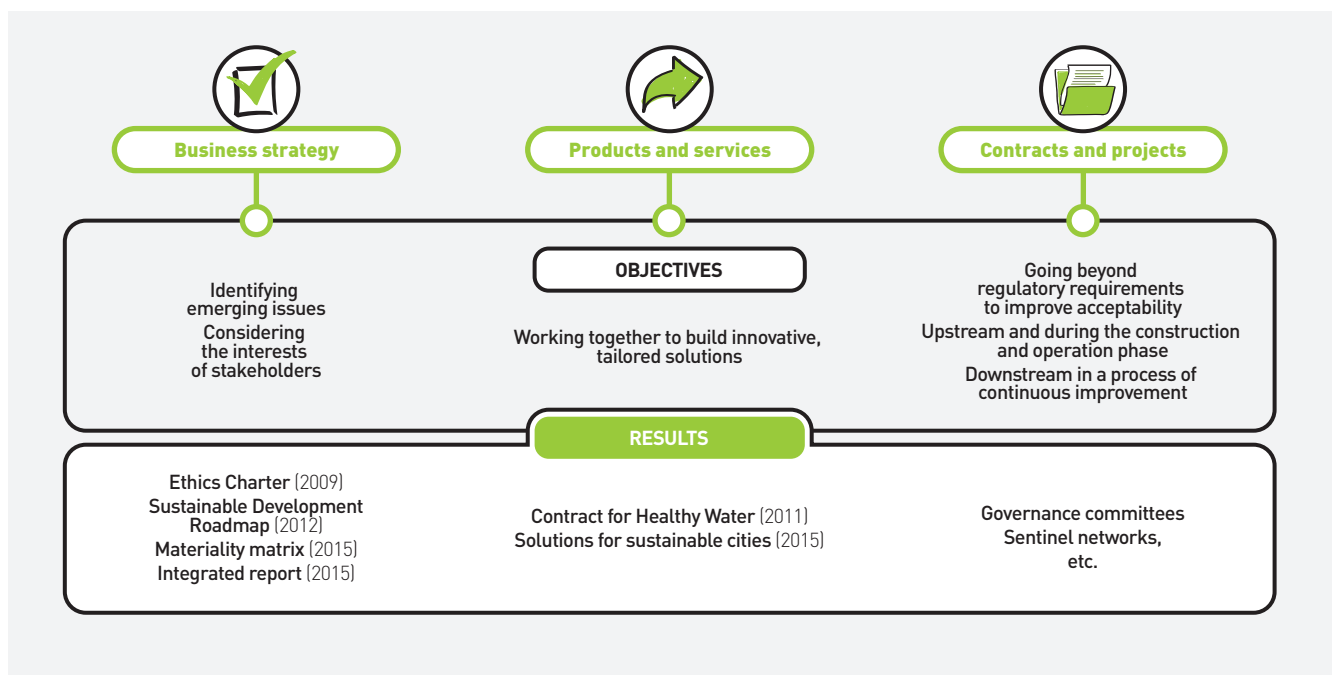 Business strategy
Products and services
Contracts and projects
OBJECTIVES
Identifying
emerging issues
Considering
the interests
of stakeholders
Working together to build innovative,
tailored solutions
Going beyond
regulatory requirements
to improve acceptability
Upstream and during the construction
and operation phase
Downstream in a process of
continuous improvement
RESULTS
Ethics Charter (2009)
Sustainable Development
Roadmap (2012)
Materiality matrix (2015)
Integrated report (2015)
Contract for Healthy Water (2011)
Solutions for sustainable cities (2015)
Governance committees
Sentinel networks,
etc.